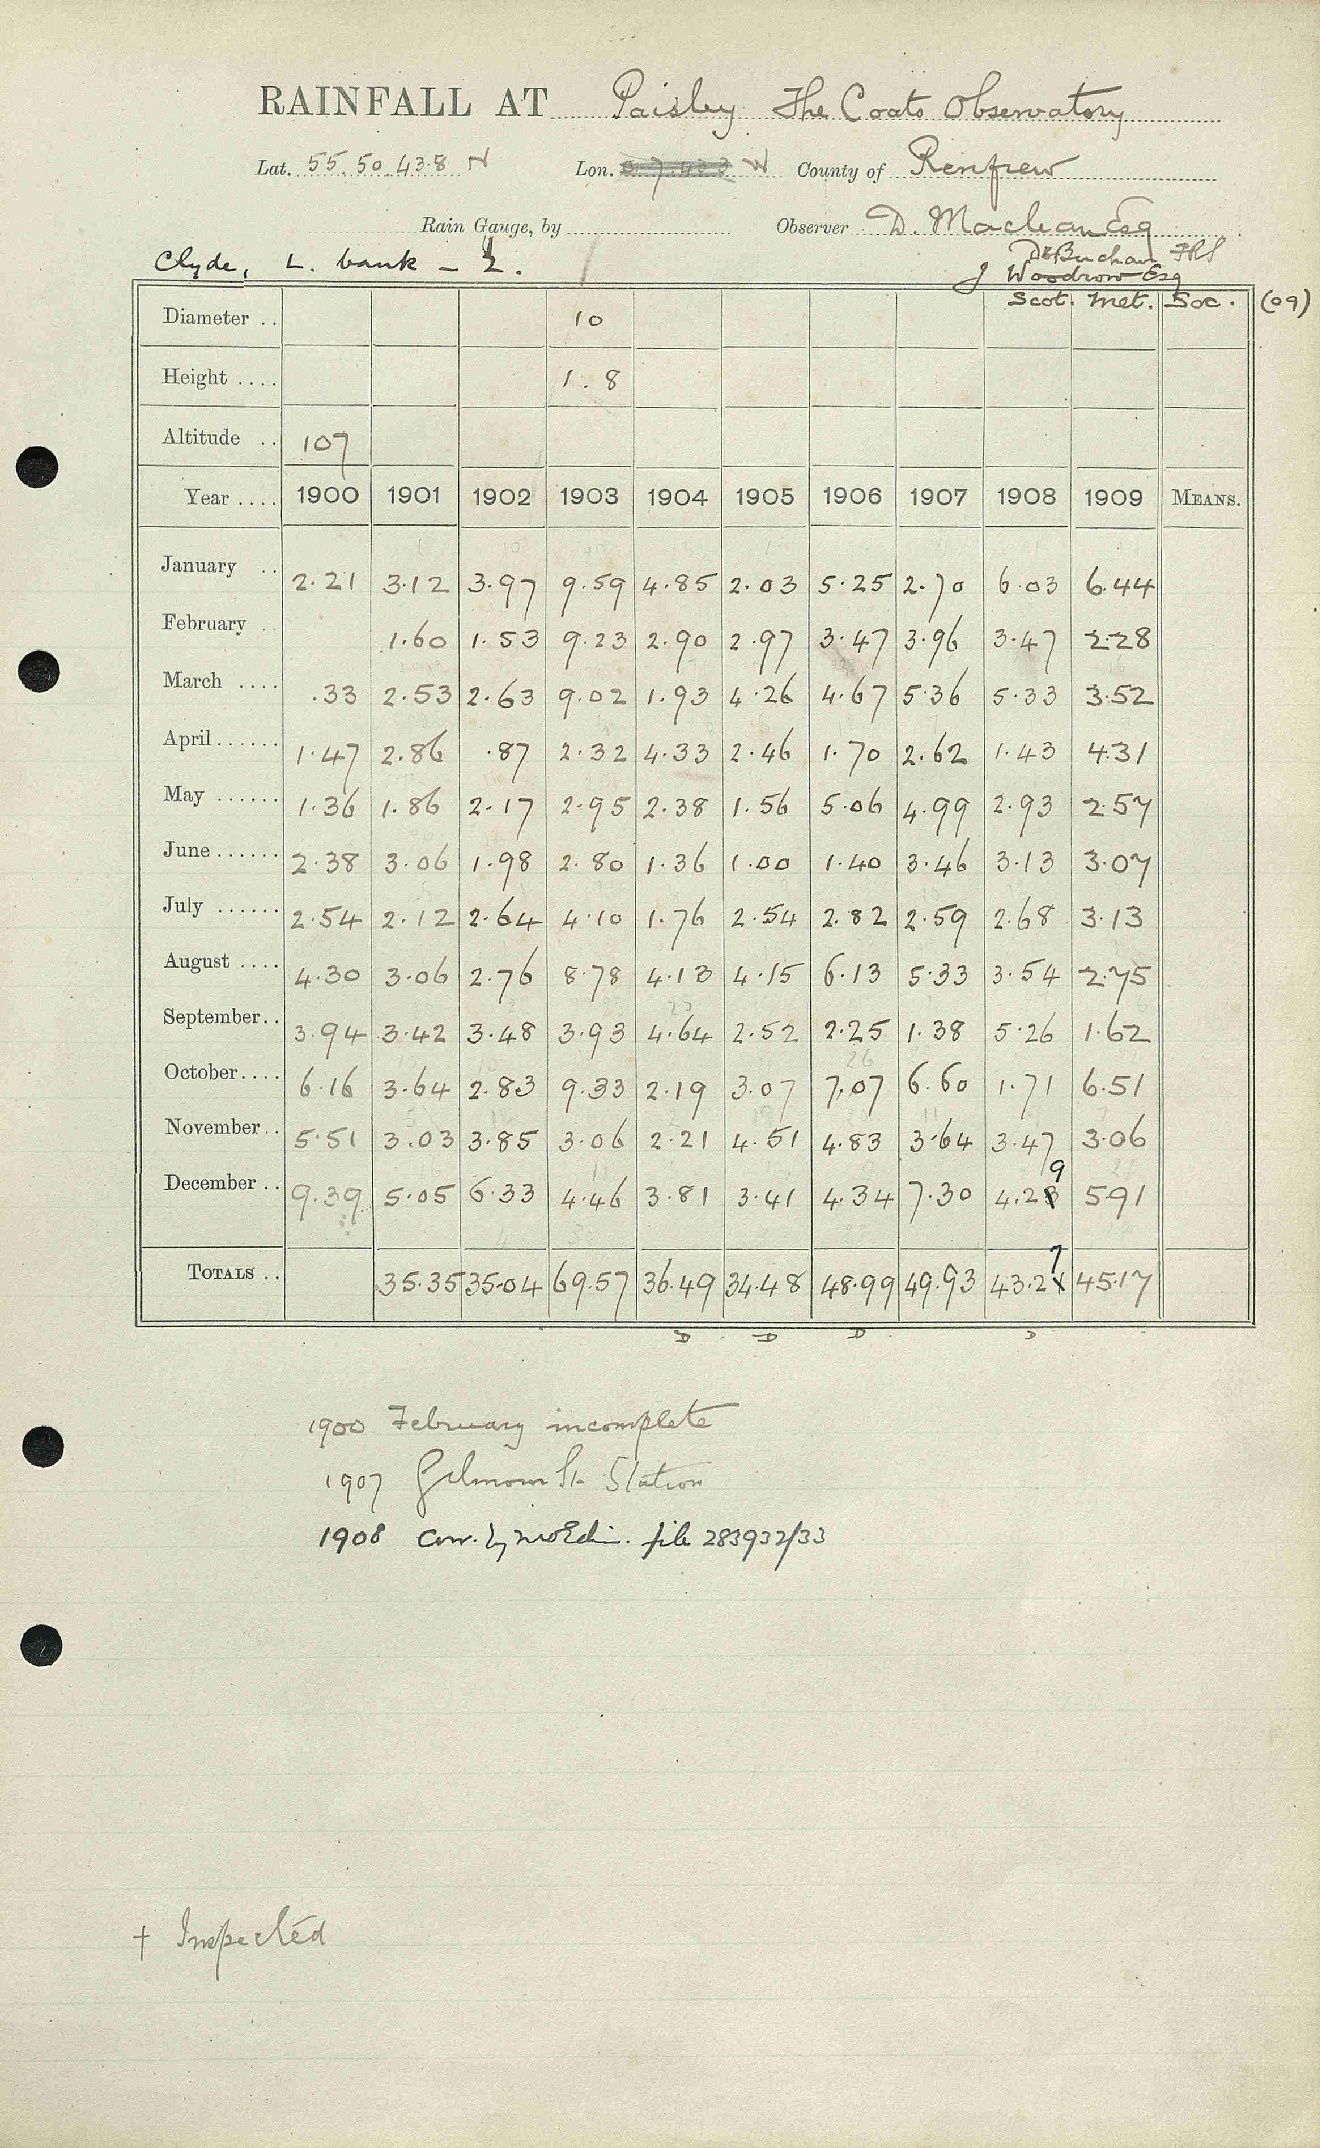 RAINFALL AT Paisley The Coats Observatory
Lat. 55.50.43.8 N Lon. W County of Renfrew
Rain Gauge, by Observer D. Maclean Esq
Dr Buchan FRS
Clyde, L. bank - 2. J Woodrow Esq
Scot. Met. Soc. (09)
Diameter .. 10
Height .... 1.8
Altitude .. 107
Year .... 1900 1901 1902 1903 1904 1905 1906 1907 1908 1909 MEANS.
January .. 2.21 3.12 3.97 9.59 4.85 2.03 5.25 2.70 6.03 6.44
February .. 1.60 1.53 9.23 2.90 2.97 3.47 3.96 3.47 2.28
March .... .33 2.53 2.63 9.02 1.93 4.26 4.67 5.36 5.33 3.52
April ...... 1.47 2.86 .87 2.32 4.33 2.46 1.70 2.62 1.43 4.31
May ...... 1.36 1.86 2.17 2.95 2.38 1.56 5.06 4.99 2.93 2.57
June ...... 2.38 3.06 1.98 2.80 1.36 1.00 1.40 3.46 3.13 3.07
July ...... 2.54 2.12 2.64 4.10 1.76 2.54 2.82 2.59 2.68 3.13
August .... 4.30 3.06 2.76 8.78 4.13 4.15 6.13 5.33 3.54 2.75
September .. 3.94 3.42 3.48 3.93 4.64 2.52 2.25 1.38 5.26 1.62
October .... 6.16 3.64 2.83 9.33 2.19 3.07 7.07 6.60 1.71 6.51
November .. 5.51 3.03 3.85 3.06 2.21 4.51 4.83 3.64 3.47 3.06
9
December .. 9.39 5.05 6.33 4.46 3.81 3.41 4.34 7.30 4.28 5.91
7
TOTALS .. 35.35 35.04 69.57 36.49 34.48 48.99 49.93 43.21 45.17
D D D D
1900 February incomplete
1907 Gilmour St Station
1908 Corr. by MO Edin. file 283932/33
† Inspected